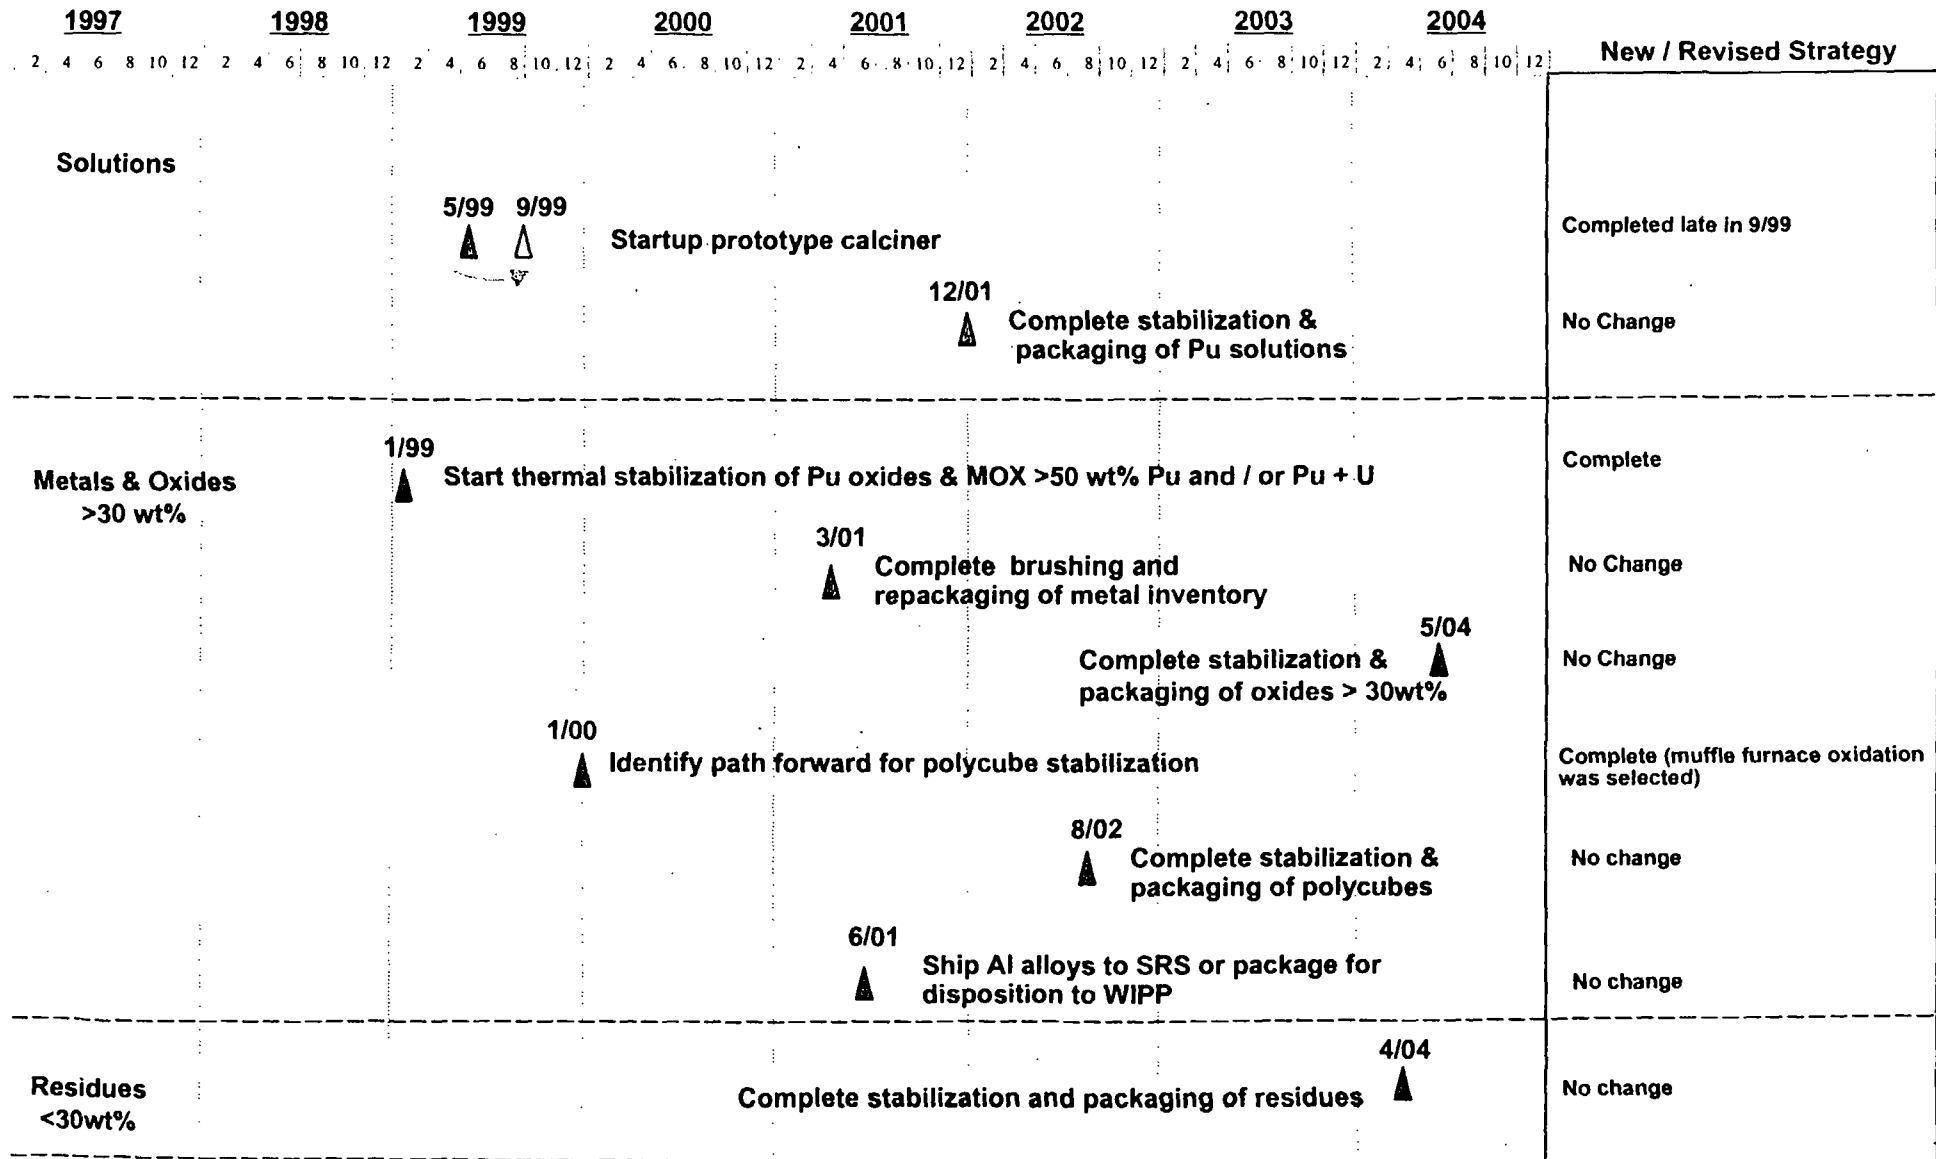 1997 1998 1999 2000 2001 2002 2003 2004
2 4 6 8 10 12 2 4 6 8 10 12 2 4 6 8 10 12 2 4 6 8 10 12 2 4 6 8 10 12 2 4 6 8 10 12 2 4 6 8 10 12 2 4 6 8 10 12
New / Revised Strategy
Solutions
5/99 9/99
Startup prototype calciner
Completed late in 9/99
12/01
Complete stabilization &
packaging of Pu solutions
No Change
Metals & Oxides
>30 wt%
1/99
Start thermal stabilization of Pu oxides & MOX >50 wt% Pu and / or Pu + U
Complete
3/01
Complete brushing and
repackaging of metal inventory
No Change
5/04
Complete stabilization &
packaging of oxides > 30wt%
No Change
1/00
Identify path forward for polycube stabilization
Complete (muffle furnace oxidation
was selected)
8/02
Complete stabilization &
packaging of polycubes
No change
6/01
Ship Al alloys to SRS or package for
disposition to WIPP
No change
Residues
<30wt%
4/04
Complete stabilization and packaging of residues
No change